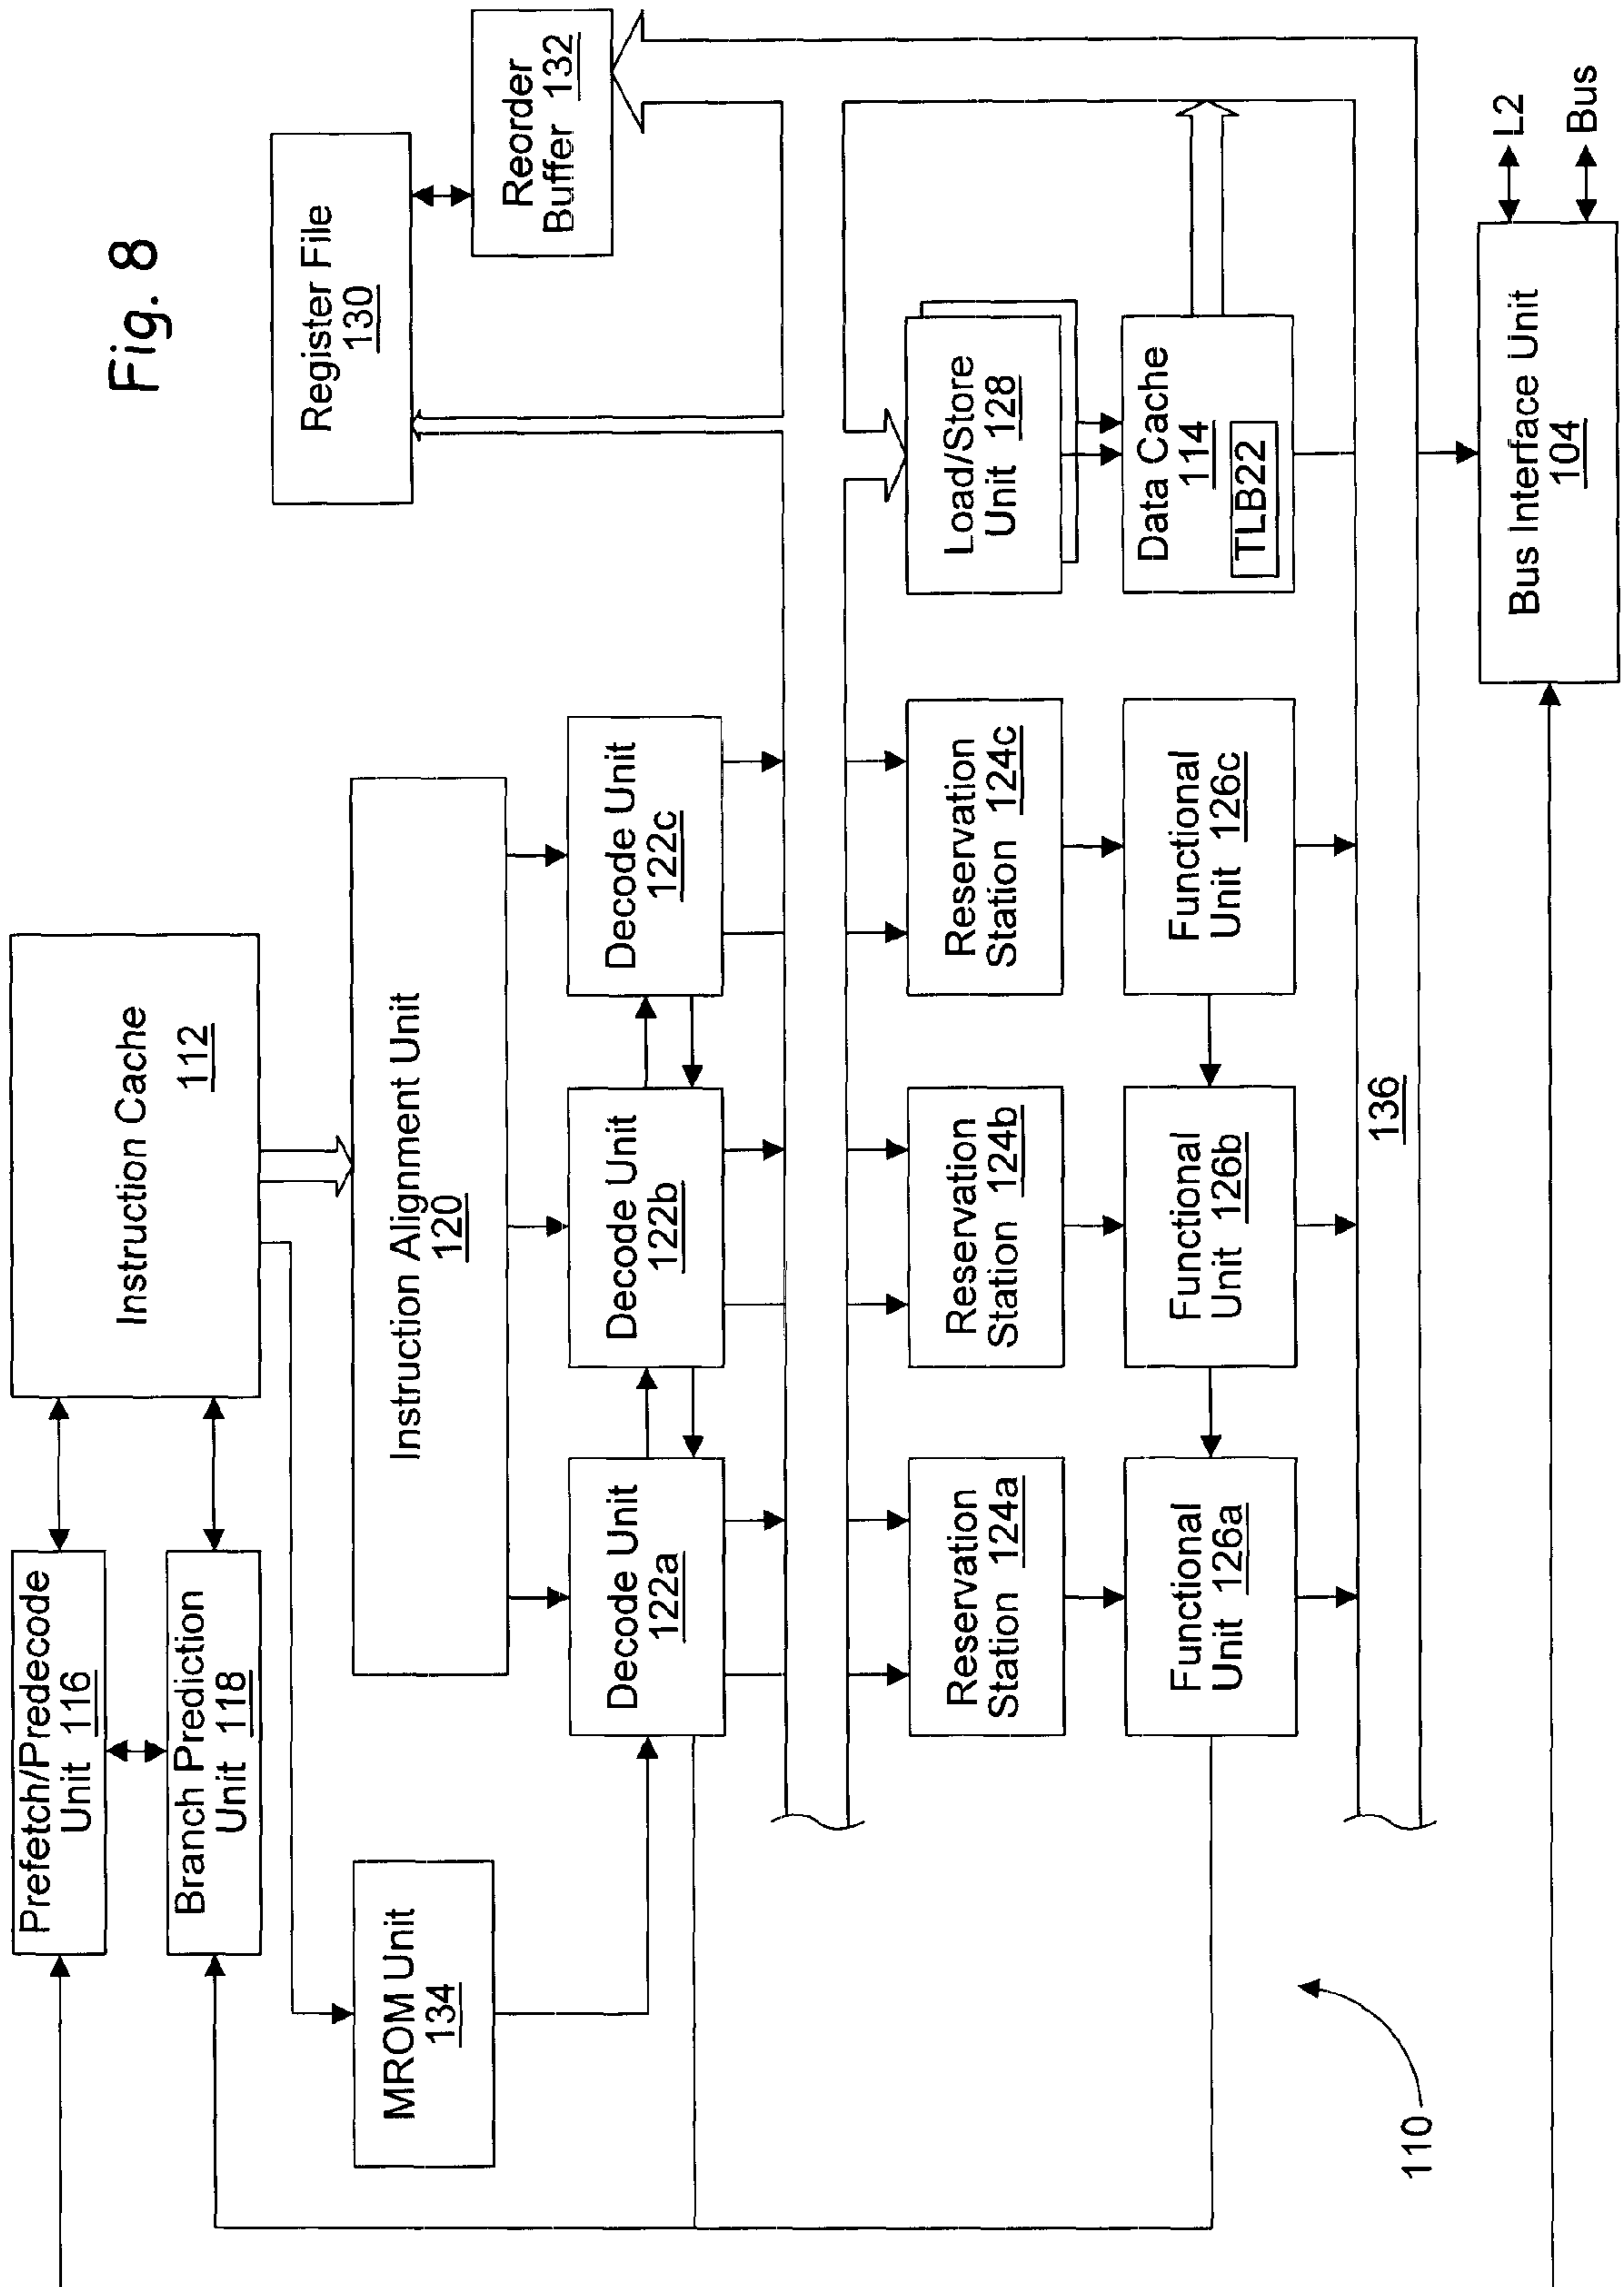 Fig. 8
Prefetch/Predecode
Unit 116
Branch Prediction
Unit 118
Instruction Cache
112
Register File
130
Reorder
Buffer 132
MROM Unit
134
Instruction Alignment Unit
120
Decode Unit
122a
Decode Unit
122b
Decode Unit
122c
Reservation
Station 124a
Reservation
Station 124b
Reservation
Station 124c
Load/Store
Unit 128
Functional
Unit 126a
Functional
Unit 126b
Functional
Unit 126c
Data Cache
114
TLB22
136
110
Bus Interface Unit
104
L2
Bus